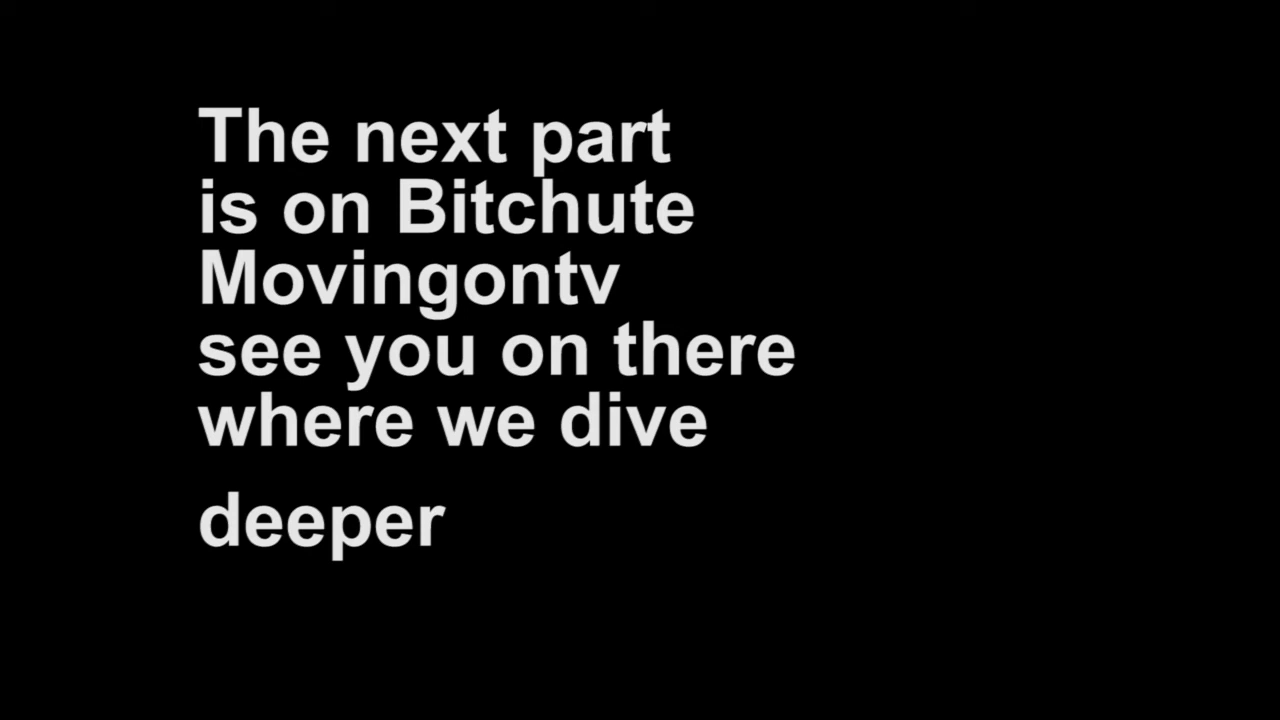 The next part
is on Bitchute
Movingontv
see you on there
where we dive
deeper